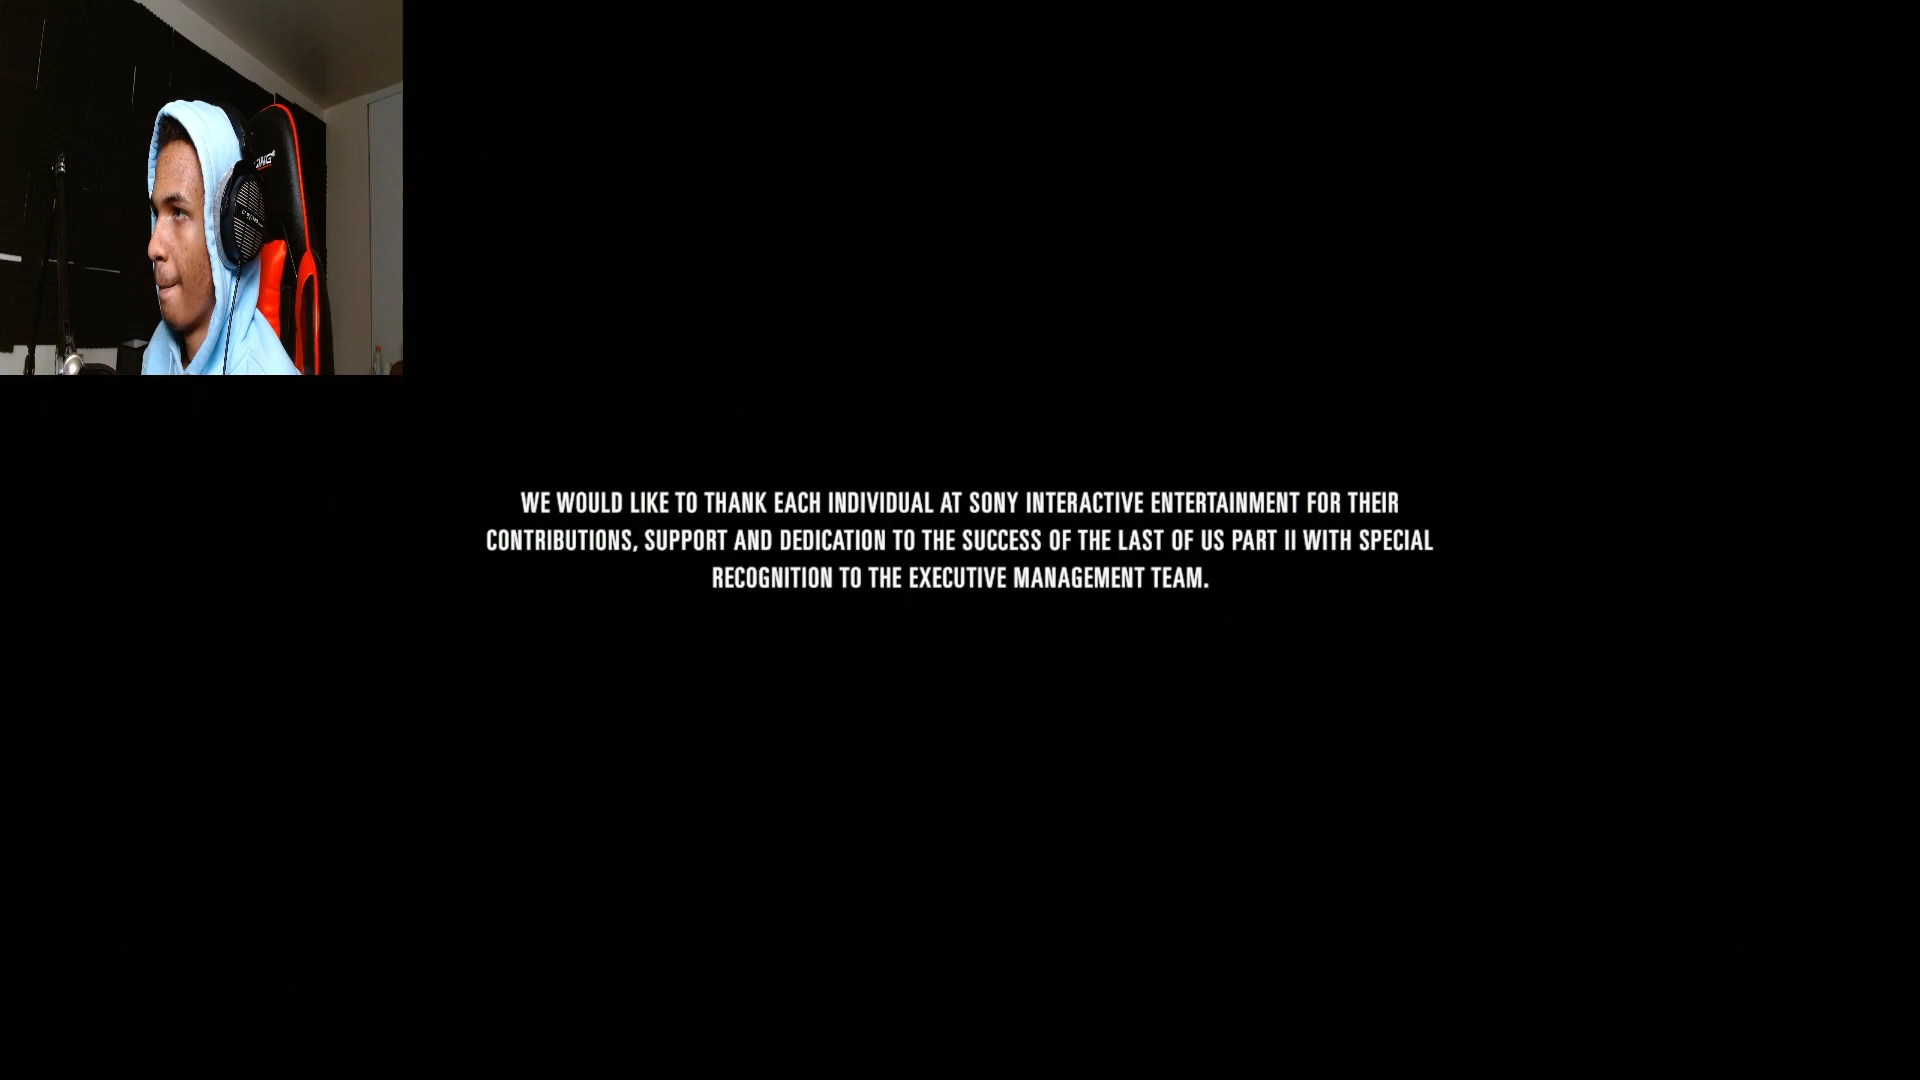 WE WOULD LIKE TO THANK EACH INDIVIDUAL AT SONY INTERACTIVE ENTERTAINMENT FOR THEIR
CONTRIBUTIONS, SUPPORT AND DEDICATION TO THE SUCCESS OF THE LAST OF US PART II WITH SPECIAL
RECOGNITION TO THE EXECUTIVE MANAGEMENT TEAM.